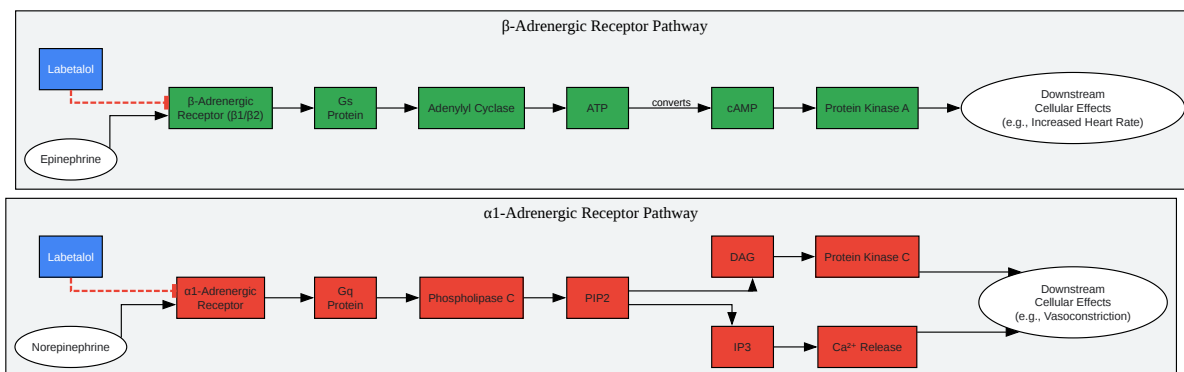 β-Adrenergic Receptor Pathway
Labetalol
β-Adrenergic
Receptor (β1/β2)
Gs
Protein
Adenylyl Cyclase
ATP
converts
cAMP
Protein Kinase A
Downstream
Cellular Effects
(e.g., Increased Heart Rate)
Epinephrine
α1-Adrenergic Receptor Pathway
Labetalol
α1-Adrenergic
Receptor
Gq
Protein
Phospholipase C
PIP2
DAG
Protein Kinase C
IP3
Ca²⁺ Release
Downstream
Cellular Effects
(e.g., Vasoconstriction)
Norepinephrine